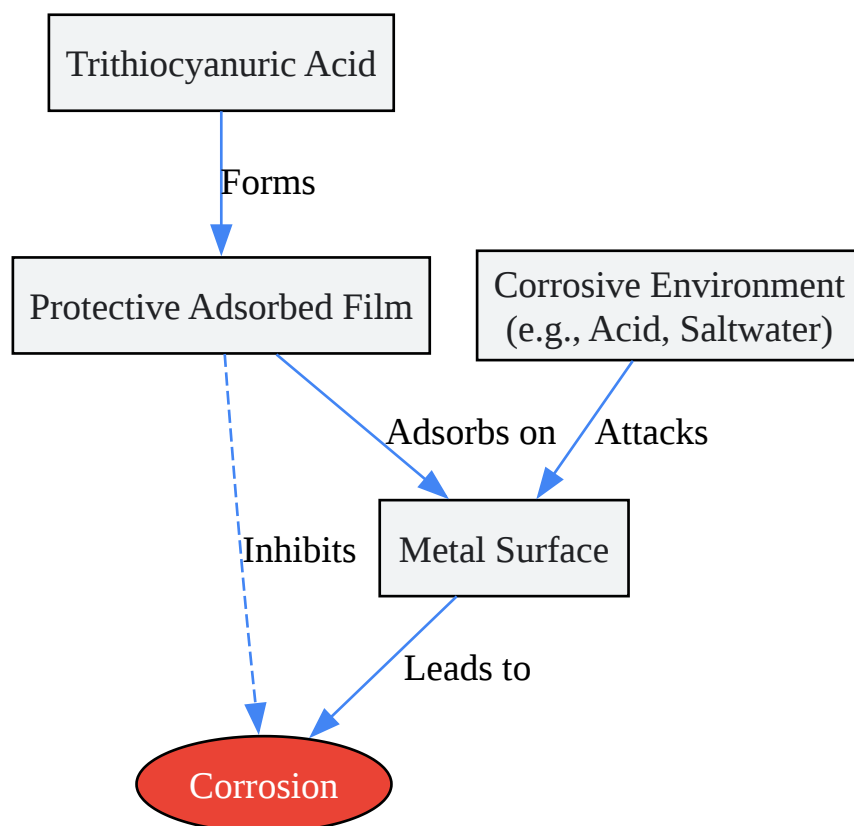 Trithiocyanuric Acid
Forms
Protective Adsorbed Film
Corrosive Environment
(e.g., Acid, Saltwater)
Adsorbs on
Attacks
Inhibits
Metal Surface
Leads to
Corrosion